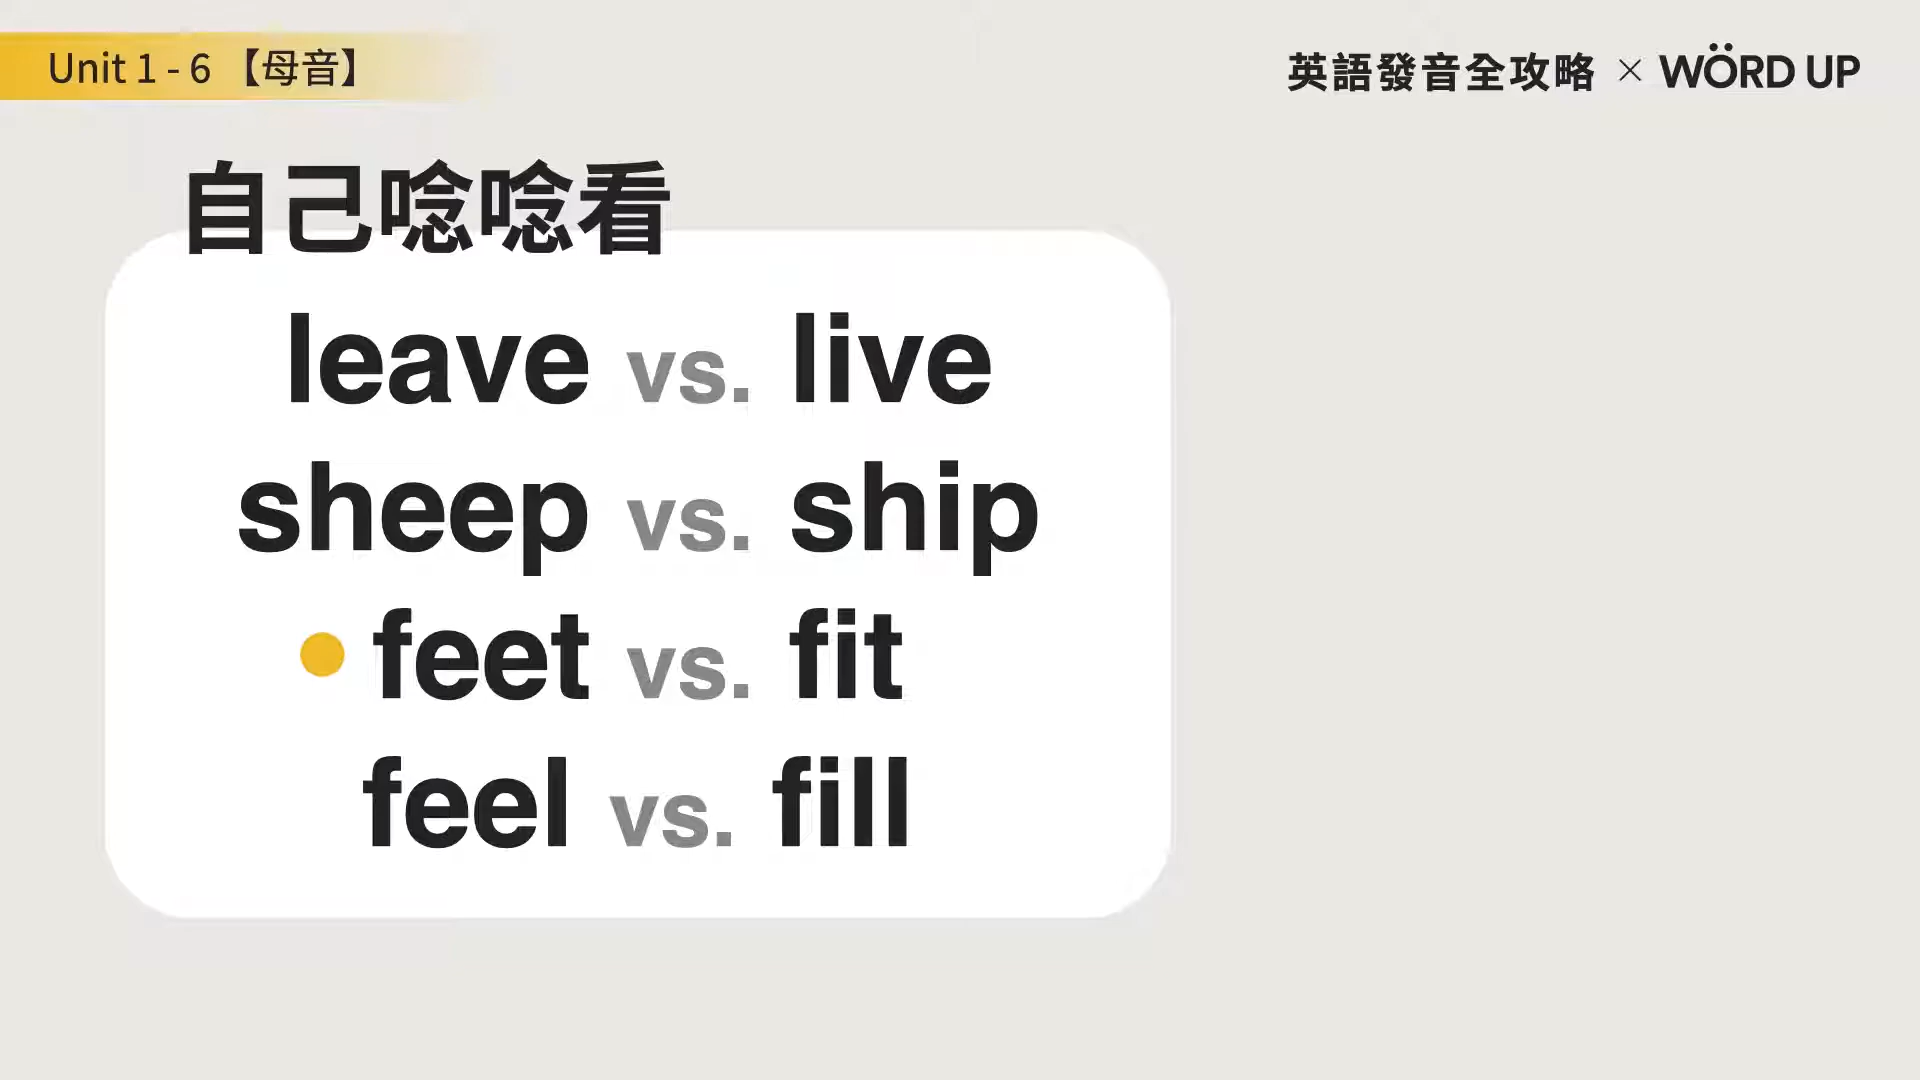 Unit 1 - 6 【母音】
英語發音全攻略 × WÖRD UP
自己唸唸看
leave vs. live
sheep vs. ship
feet vs. fit
feel vs. fill